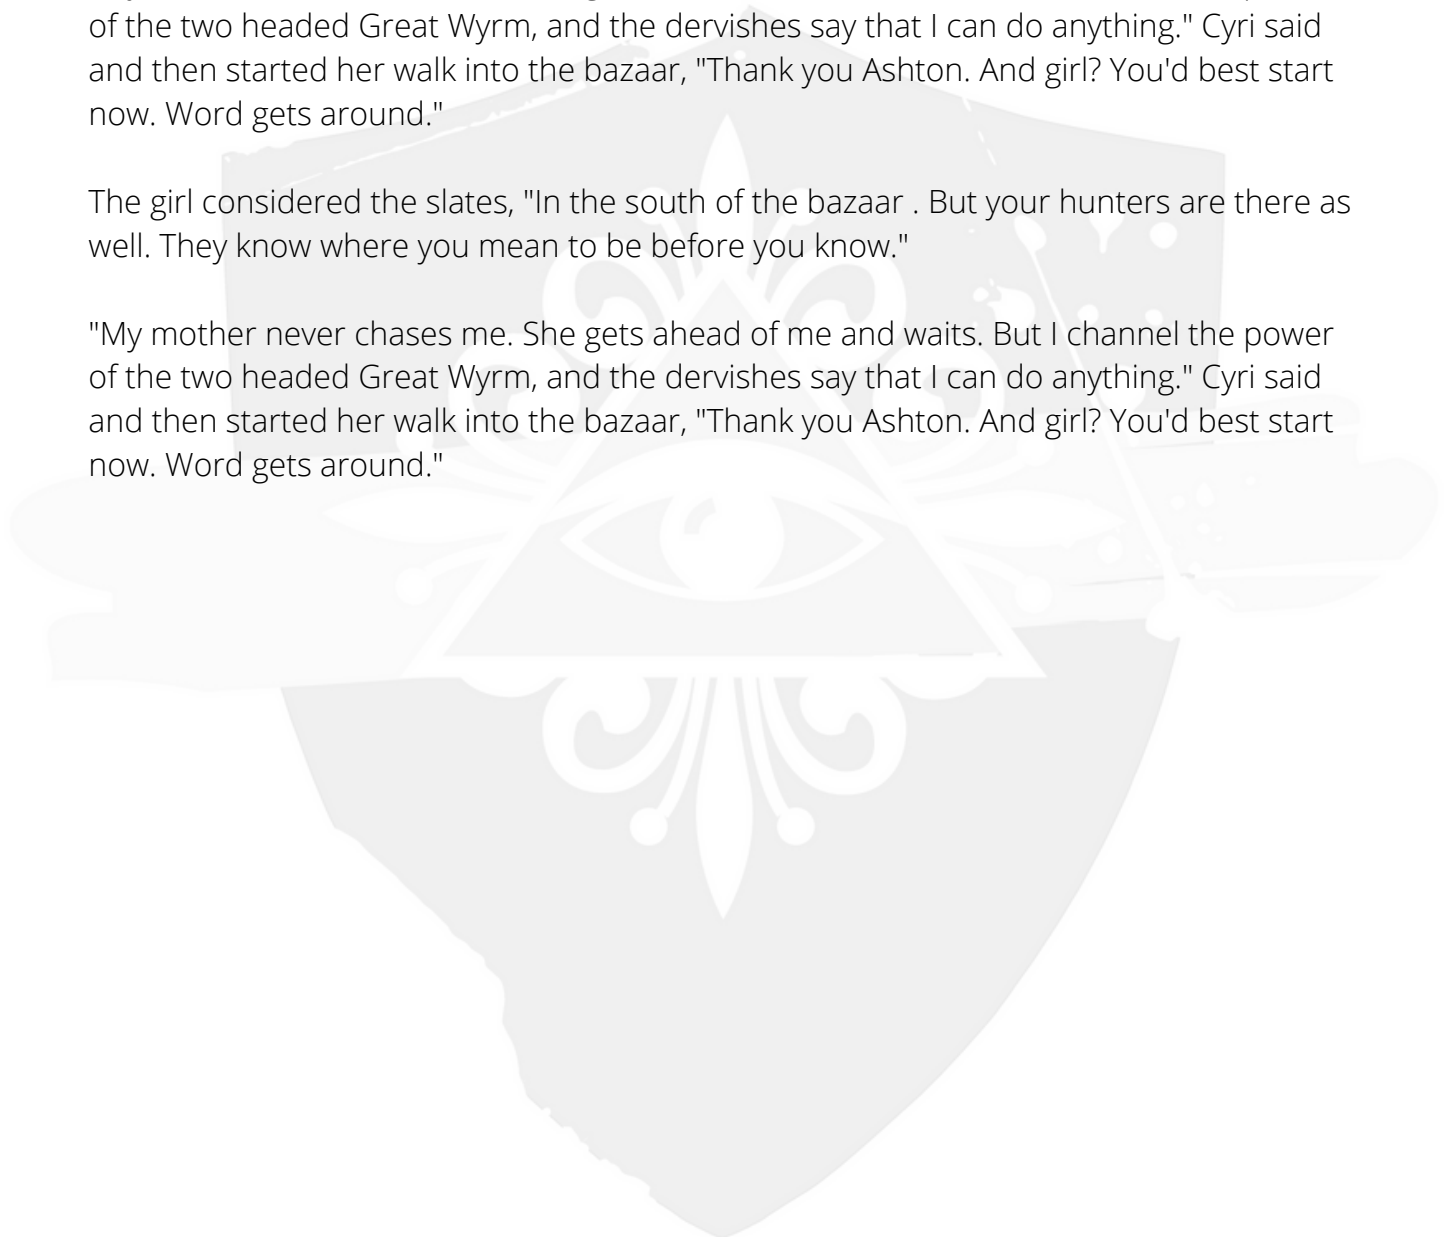 of the two headed Great Wyrm, and the dervishes say that I can do anything." Cyri said
and then started her walk into the bazaar, "Thank you Ashton. And girl? You'd best start
now. Word gets around."
The girl considered the slates, "In the south of the bazaar . But your hunters are there as
well. They know where you mean to be before you know."
"My mother never chases me. She gets ahead of me and waits. But I channel the power
of the two headed Great Wyrm, and the dervishes say that I can do anything." Cyri said
and then started her walk into the bazaar, "Thank you Ashton. And girl? You'd best start
now. Word gets around."